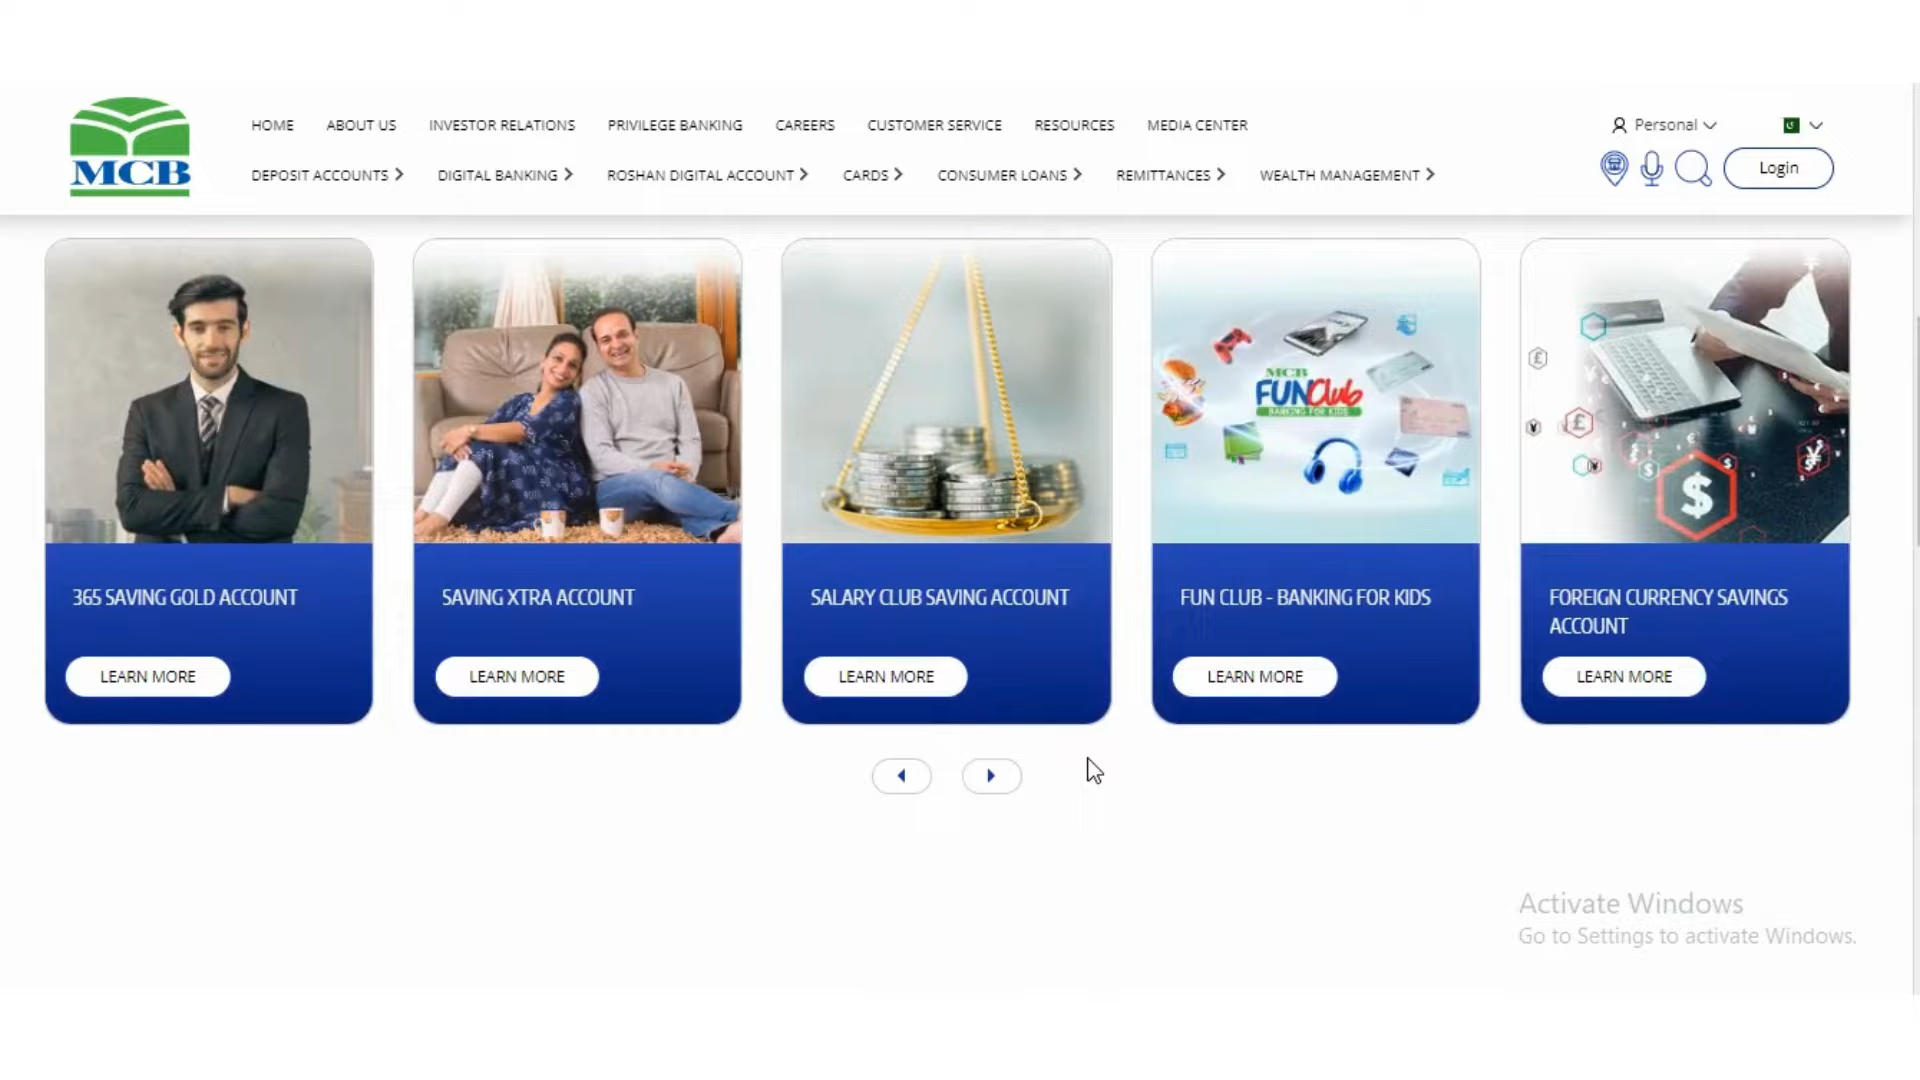 HOME ABOUT US INVESTOR RELATIONS PRIVILEGE BANKING CAREERS CUSTOMER SERVICE RESOURCES MEDIA CENTER
Personal
MCB
DEPOSIT ACCOUNTS DIGITAL BANKING ROSHAN DIGITAL ACCOUNT CARDS CONSUMER LOANS REMITTANCES WEALTH MANAGEMENT
Login
MCB
FUN Club
BANKING FOR KIDS
365 SAVING GOLD ACCOUNT
LEARN MORE
SAVING XTRA ACCOUNT
LEARN MORE
SALARY CLUB SAVING ACCOUNT
LEARN MORE
FUN CLUB - BANKING FOR KIDS
LEARN MORE
FOREIGN CURRENCY SAVINGS
ACCOUNT
LEARN MORE
Activate Windows
Go to Settings to activate Windows.